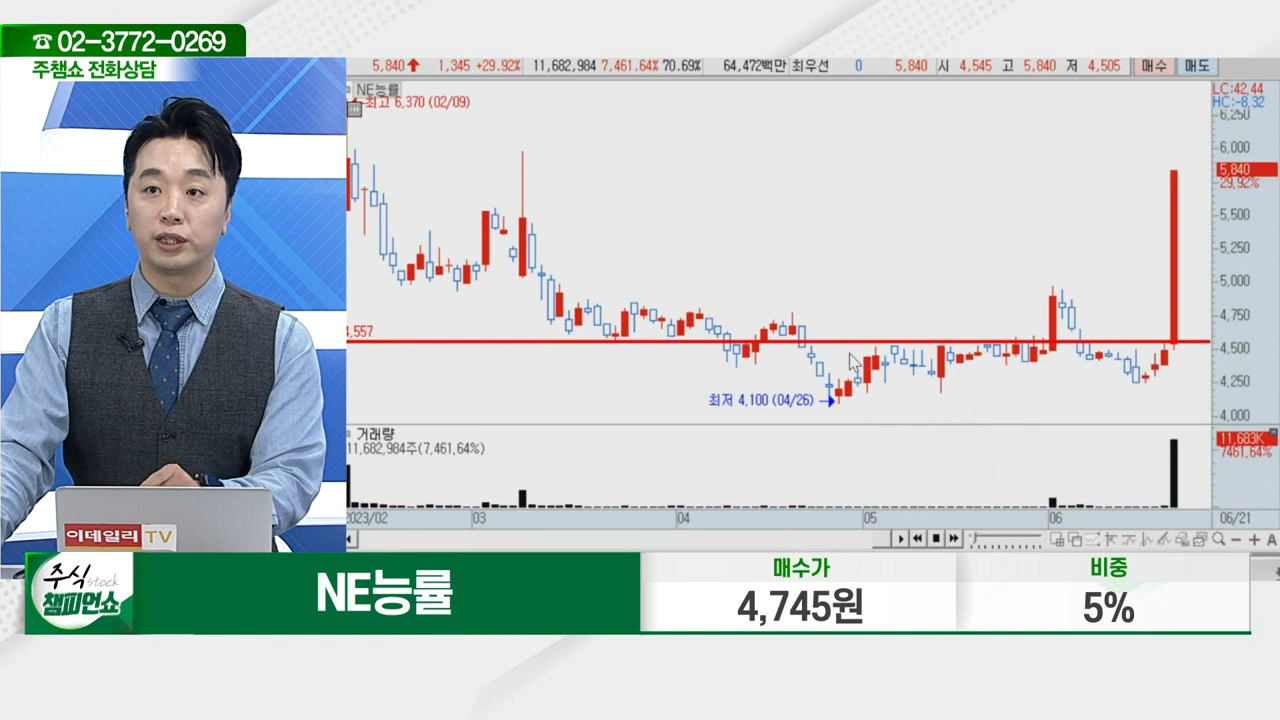 ☎ 02-3772-0269
주챔쇼 전화상담
5,840 ↑ 1,345 +29.92% 11,682,984 7,461.64% 70.69% 64,472백만 최우선 0 5,840 시 4,545 고 5,840 저 4,505 매수 매도
NE능률
최고 6,370 (02/09)
LC:42.44
HC:-8.32
6,250
6,000
5,840
29.92%
5,500
5,250
5,000
4,750
4,500
4,250
4,000
4,557
최저 4,100 (04/26)
거래량
11,682,984주(7,461.64%)
11,683K
7461.64%
2023/02 03 04 05 06 06/21
A
이데일리 TV
주식 stock
챔피언쇼
NE능률
매수가
4,745원
비중
5%